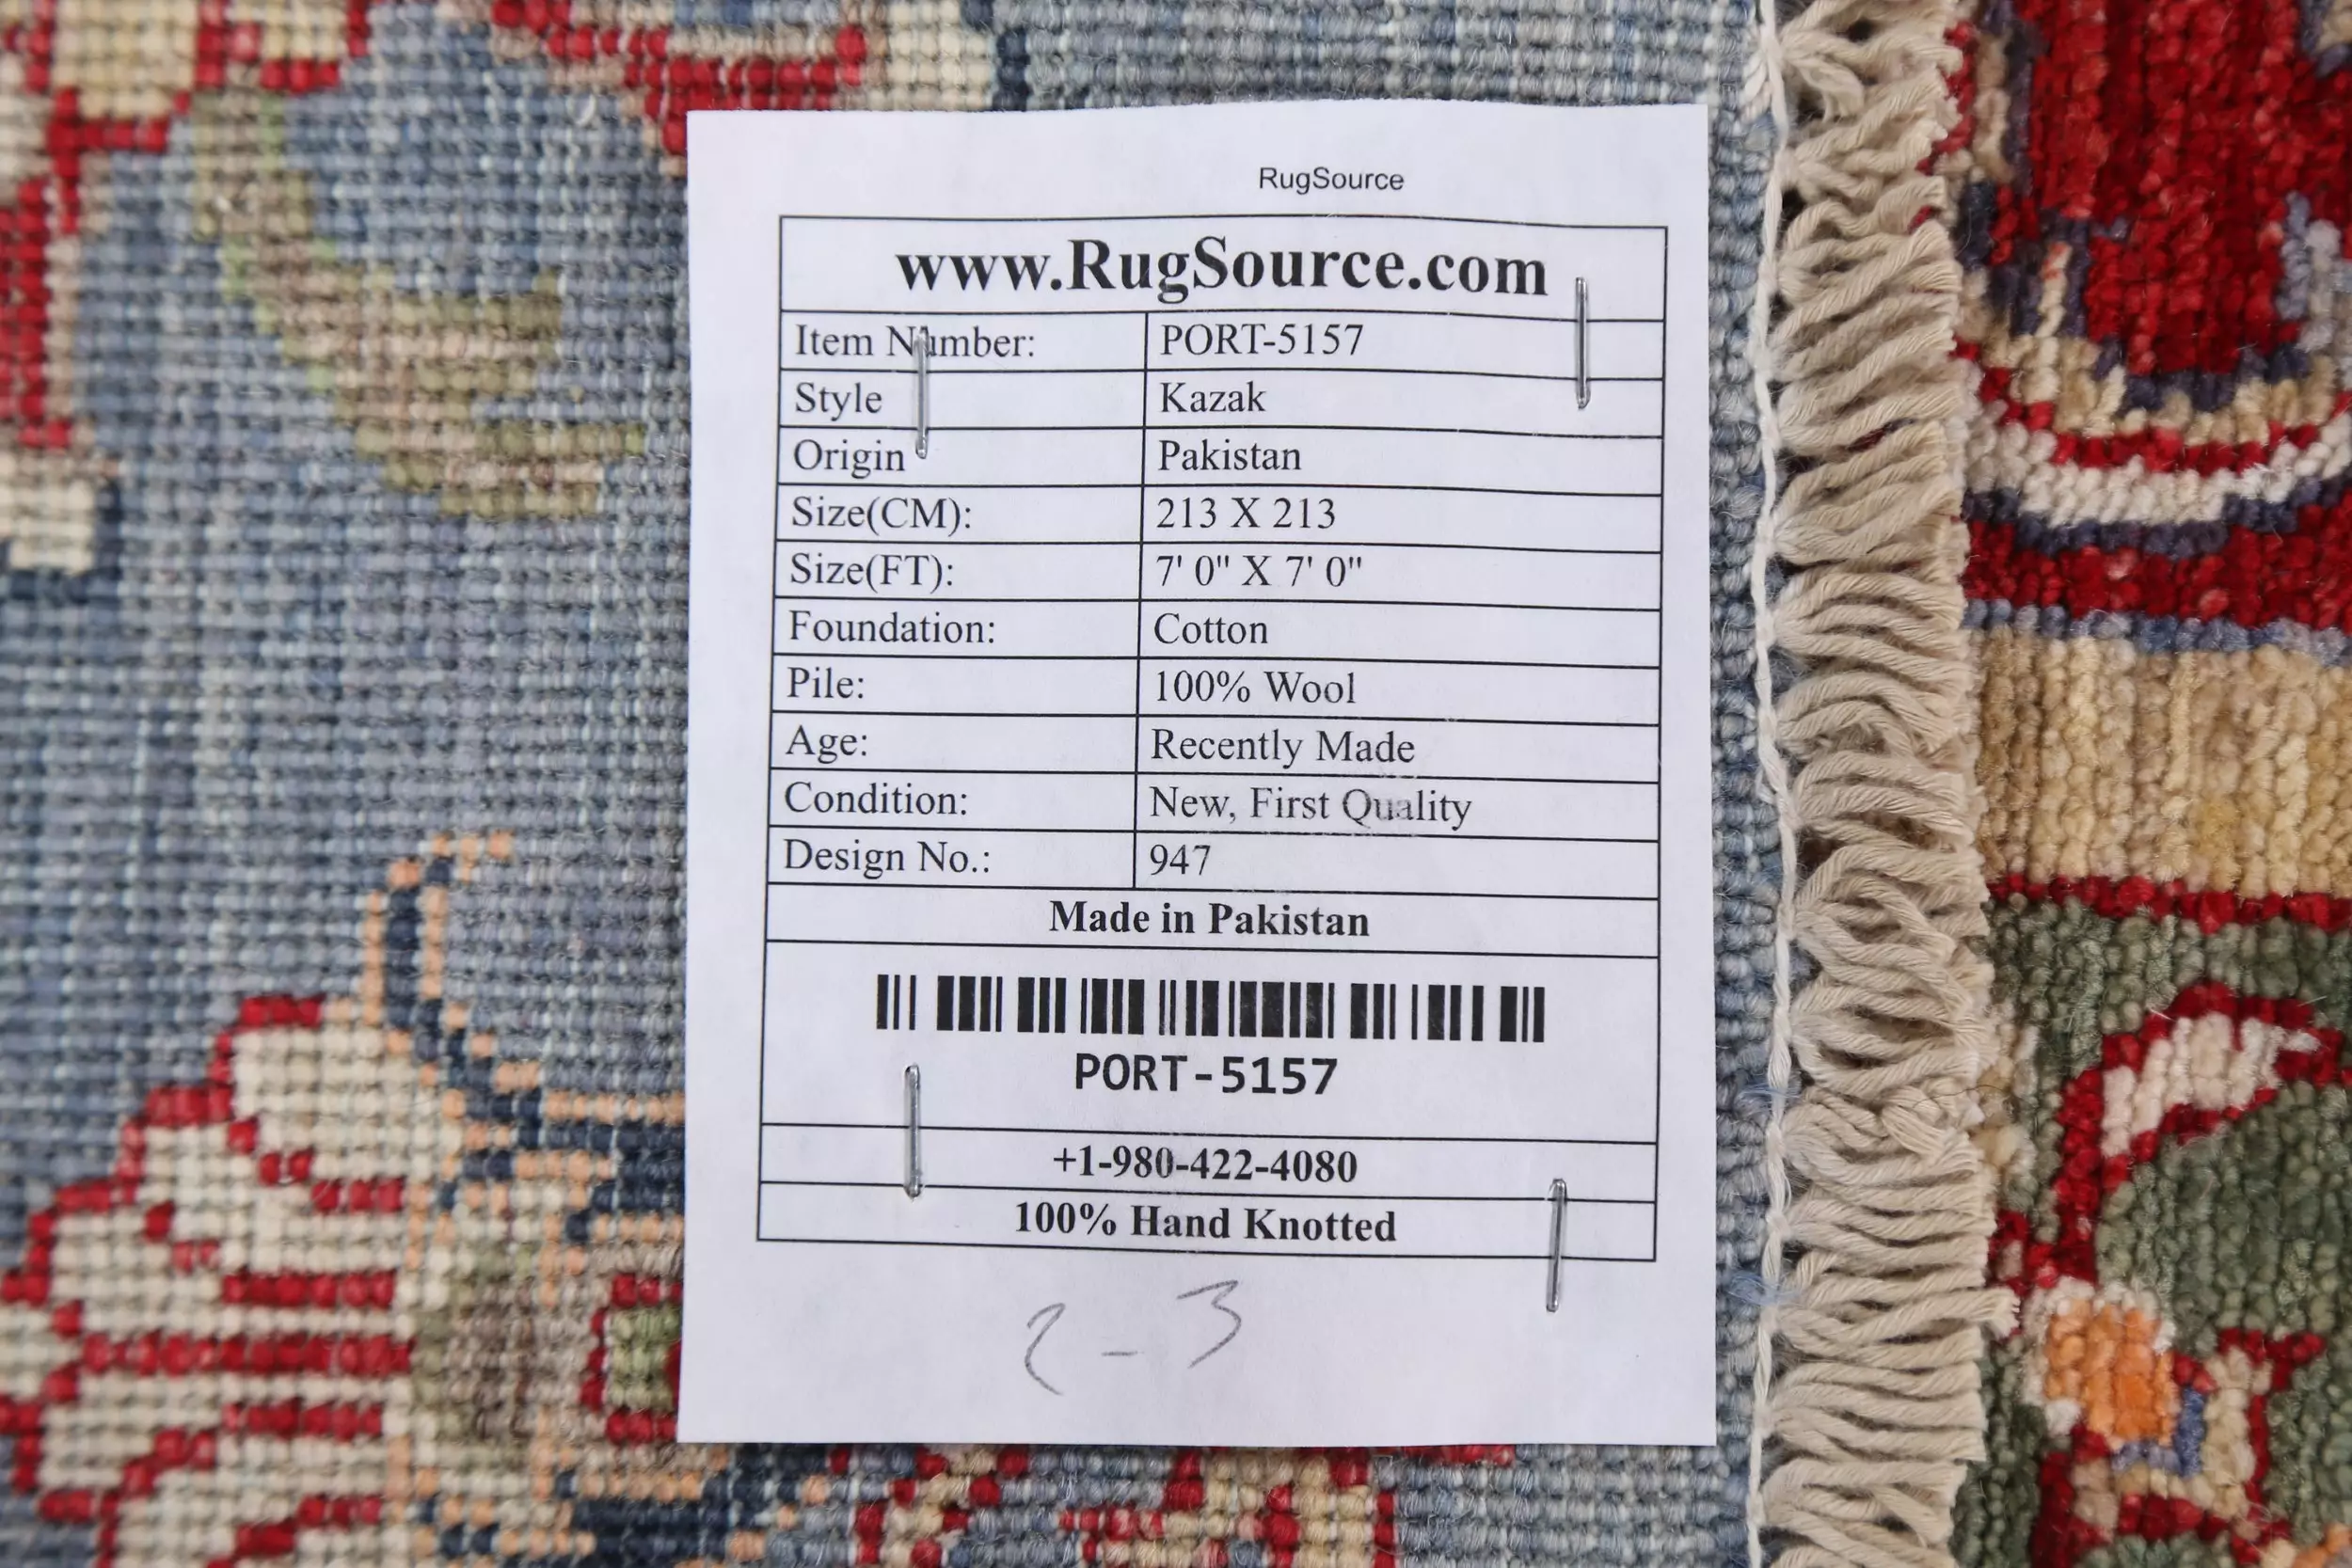 RugSource
www.RugSource.com
Item Number: PORT-5157
Style Kazak
Origin Pakistan
Size(CM): 213 X 213
Size(FT): 7' 0" X 7' 0"
Foundation: Cotton
Pile: 100% Wool
Age: Recently Made
Condition: New, First Quality
Design No.: 947
Made in Pakistan
PORT-5157
+1-980-422-4080
100% Hand Knotted